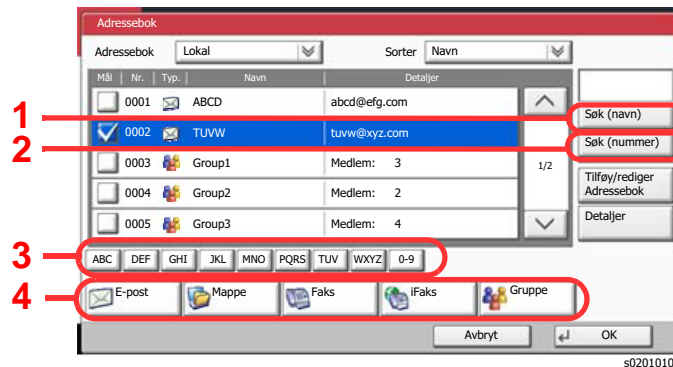 Adressebok
Adressebok Lokal Sorter Navn
Mål Nr. Typ. Navn Detaljer
0001 ABCD abcd@efg.com
1 Søk (navn)
0002 TUVW tuvw@xyz.com
2 Søk (nummer)
0003 Group1 Medlem: 3
1/2
Tilføy/rediger
Adressebok
0004 Group2 Medlem: 2
Detaljer
0005 Group3 Medlem: 4
3 ABC DEF GHI JKL MNO PQRS TUV WXYZ 0-9
4 E-post Mappe Faks iFaks Gruppe
Avbryt OK
s0201010